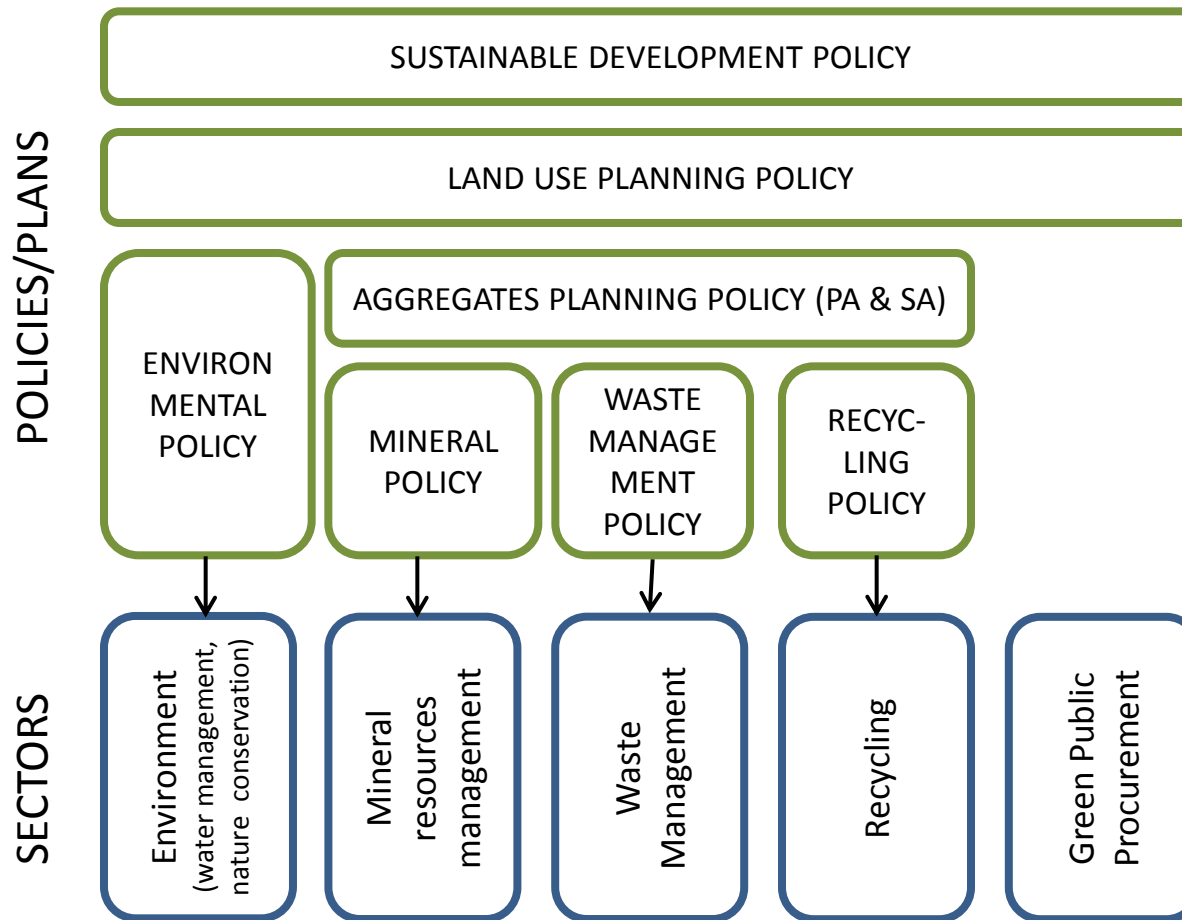 POLICIES/PLANS
SUSTAINABLE DEVELOPMENT POLICY
LAND USE PLANNING POLICY
AGGREGATES PLANNING POLICY (PA & SA)
ENVIRON
MENTAL
POLICY
MINERAL
POLICY
WASTE
MANAGE
MENT
POLICY
RECYC-
LING
POLICY
SECTORS
Environment
(water management,
nature conservation)
Mineral
resources
management
Waste
Management
Recycling
Green Public
Procurement